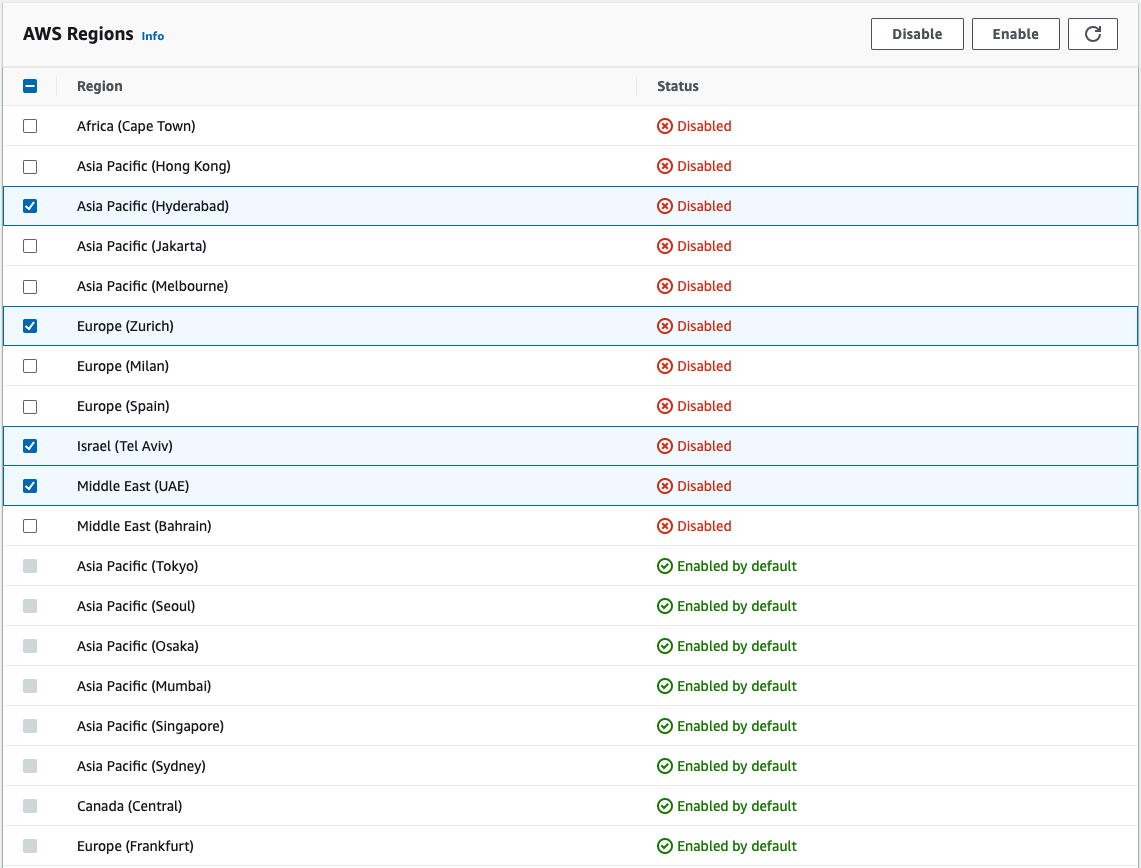 AWS Regions Info Disable Enable
Region Status
Africa (Cape Town) Disabled
Asia Pacific (Hong Kong) Disabled
Asia Pacific (Hyderabad) Disabled
Asia Pacific (Jakarta) Disabled
Asia Pacific (Melbourne) Disabled
Europe (Zurich) Disabled
Europe (Milan) Disabled
Europe (Spain) Disabled
Israel (Tel Aviv) Disabled
Middle East (UAE) Disabled
Middle East (Bahrain) Disabled
Asia Pacific (Tokyo) Enabled by default
Asia Pacific (Seoul) Enabled by default
Asia Pacific (Osaka) Enabled by default
Asia Pacific (Mumbai) Enabled by default
Asia Pacific (Singapore) Enabled by default
Asia Pacific (Sydney) Enabled by default
Canada (Central) Enabled by default
Europe (Frankfurt) Enabled by default